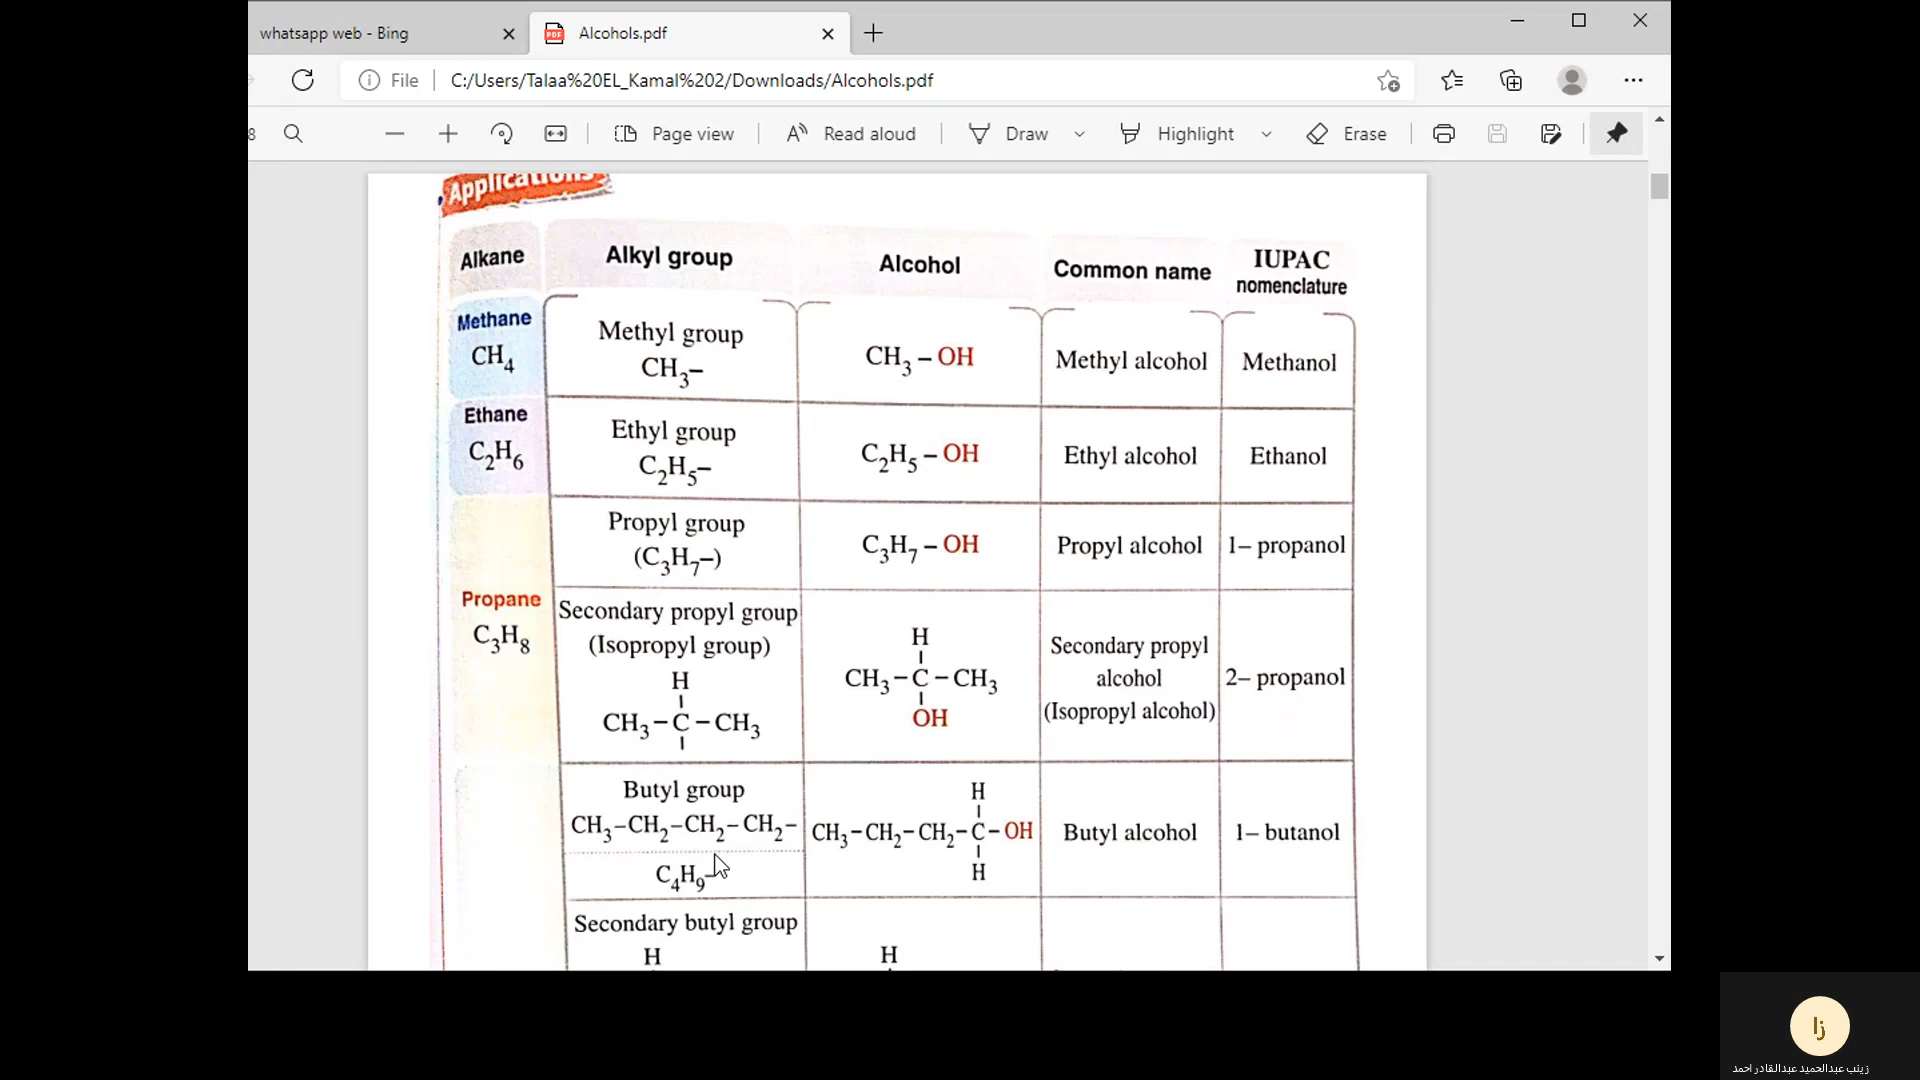 whatsapp web - Bing
Alcohols.pdf
File
C:/Users/Talaa%20EL_Kamal%202/Downloads/Alcohols.pdf
8
Page view
Read aloud
Draw
Highlight
Erase
Applications
Alkane
Alkyl group
Alcohol
Common name
IUPAC
nomenclature
Methane
CH4
Methyl group
CH3–
CH3 – OH
Methyl alcohol
Methanol
Ethane
C2H6
Ethyl group
C2H5–
C2H5 – OH
Ethyl alcohol
Ethanol
Propane
C3H8
Propyl group
(C3H7–)
C3H7 – OH
Propyl alcohol
1– propanol
Secondary propyl group
(Isopropyl group)
H
CH3 – C – CH3
H
CH3 – C – CH3
OH
Secondary propyl
alcohol
(Isopropyl alcohol)
2– propanol
Butyl group
CH3–CH2–CH2–CH2–
C4H9–
H
CH3–CH2–CH2–C–OH
H
Butyl alcohol
1– butanol
Secondary butyl group
H
H
زا
زينب عبدالحميد عبدالقادر احمد